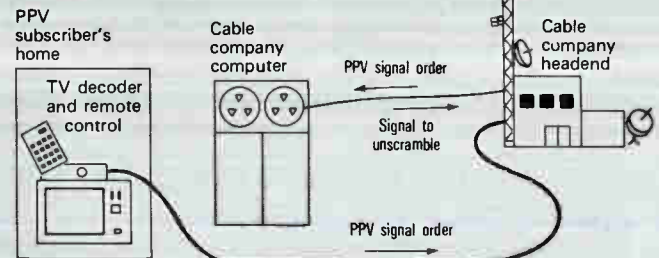 PPV
subscriber's
home
TV decoder
and remote
control
Cable
company
computer
PPV signal order
Signal to
unscramble
Cable
company
headend
PPV signal order